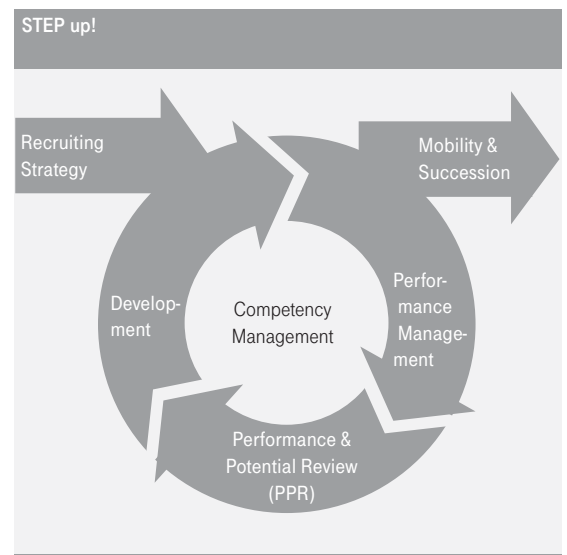 STEP up!
Recruiting
Strategy
Mobility &
Succession
Develop-
ment
Competency
Management
Perfor-
mance
Manage-
ment
Performance &
Potential Review
(PPR)